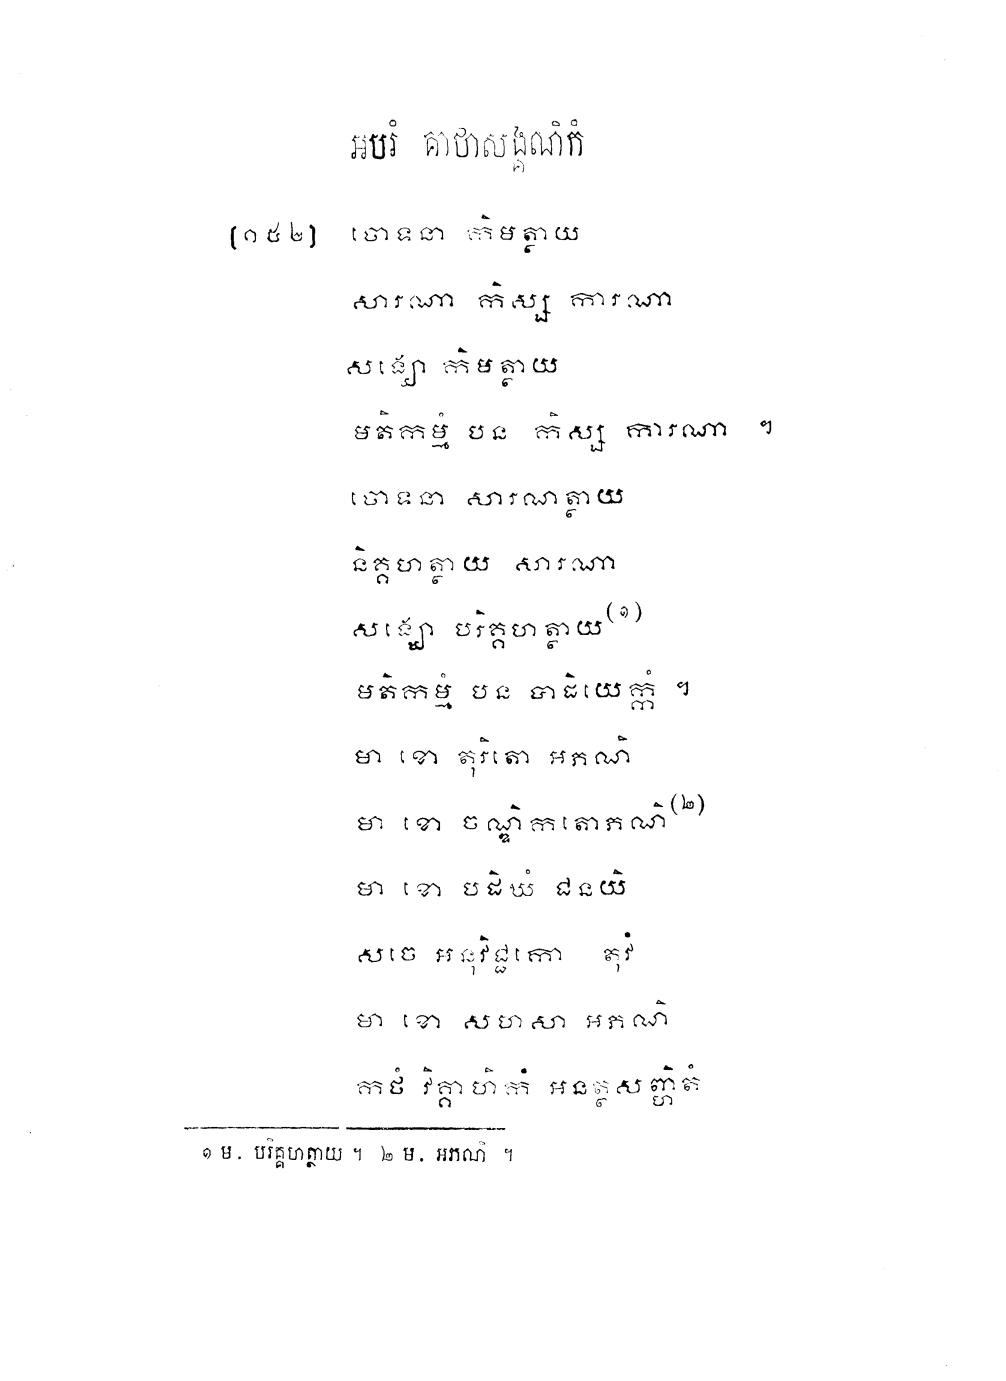 អបរំ គាថាសង្គណិកំ
(១៥២) ចោទនា កិមត្ថាយ
សារណា កិស្ស ការណា
សង្ឃោ កិមត្ថាយ
មតិកម្មំ បន កិស្ស ការណា ។
ចោទនា សារណត្ថាយ
និគ្គហត្ថាយ សារណា
សង្ឃោ បរិគ្គហត្ថាយ(១)
មតិកម្មំ បន បាដិយេក្កំ ។
មា ខោ តុរិតោ អភណិ
មា ខោ ចណ្ឌិកតោភណិ(២)
មា ខោ បដិឃំ ជនយិ
សចេ អនុវិជ្ជកោ តុវំ
មា ខោ សហសា អភណិ
កថំ វិគ្គាហិកំ អនត្ថសញ្ហិតំ
១ ម. បរិគ្គហត្ថាយ ។ ២ ម. អភណិ ។